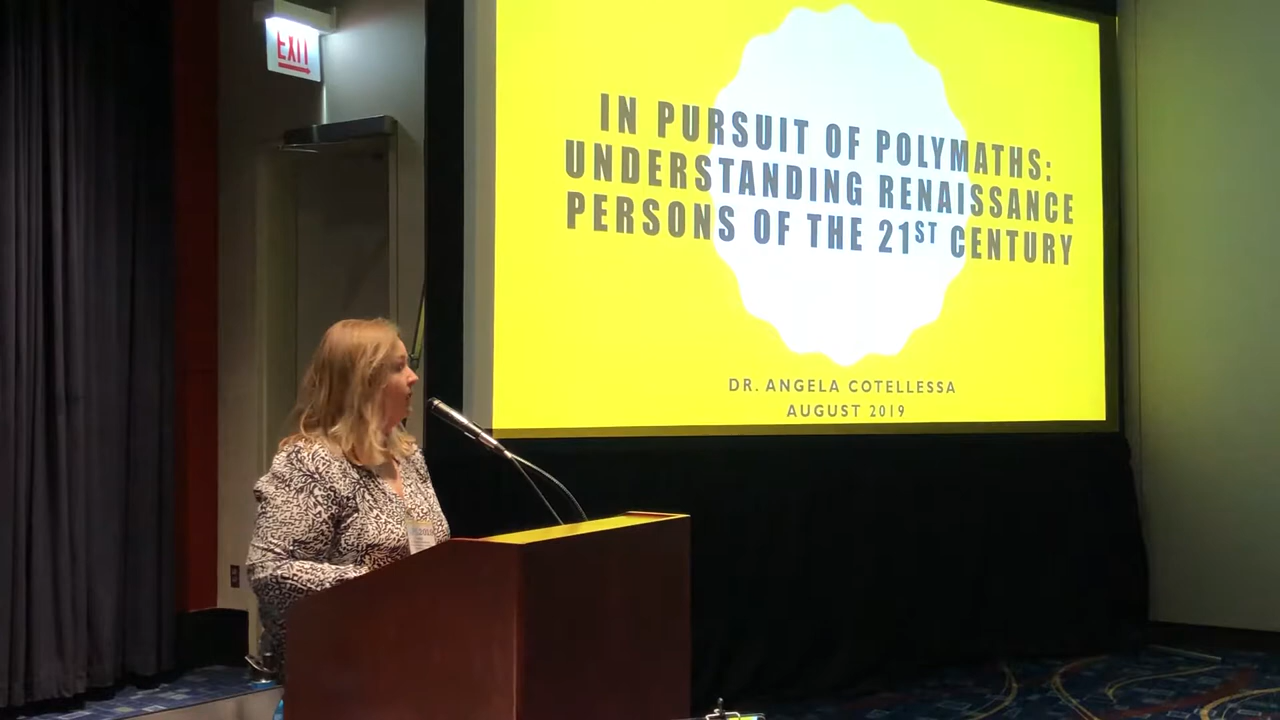 EXIT
IN PURSUIT OF POLYMATHS:
UNDERSTANDING RENAISSANCE
PERSONS OF THE 21ST CENTURY
DR. ANGELA COTELLESSA
AUGUST 2019